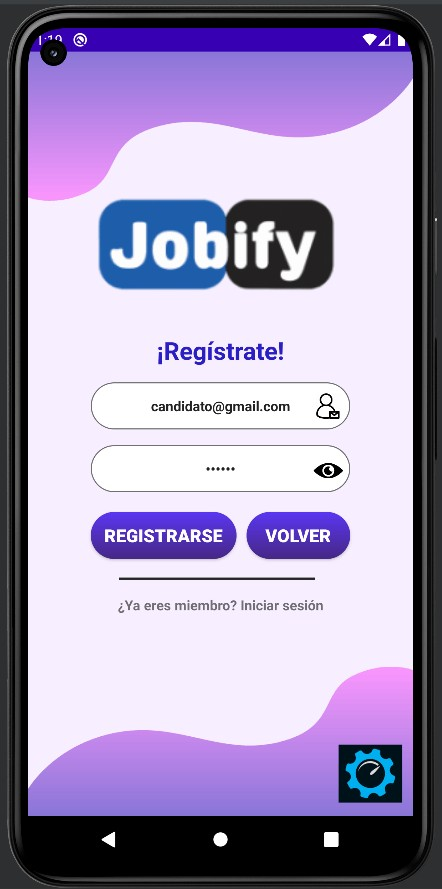 Jobify
¡Regístrate!
candidato@gmail.com
••••••
REGISTRARSE VOLVER
¿Ya eres miembro? Iniciar sesión